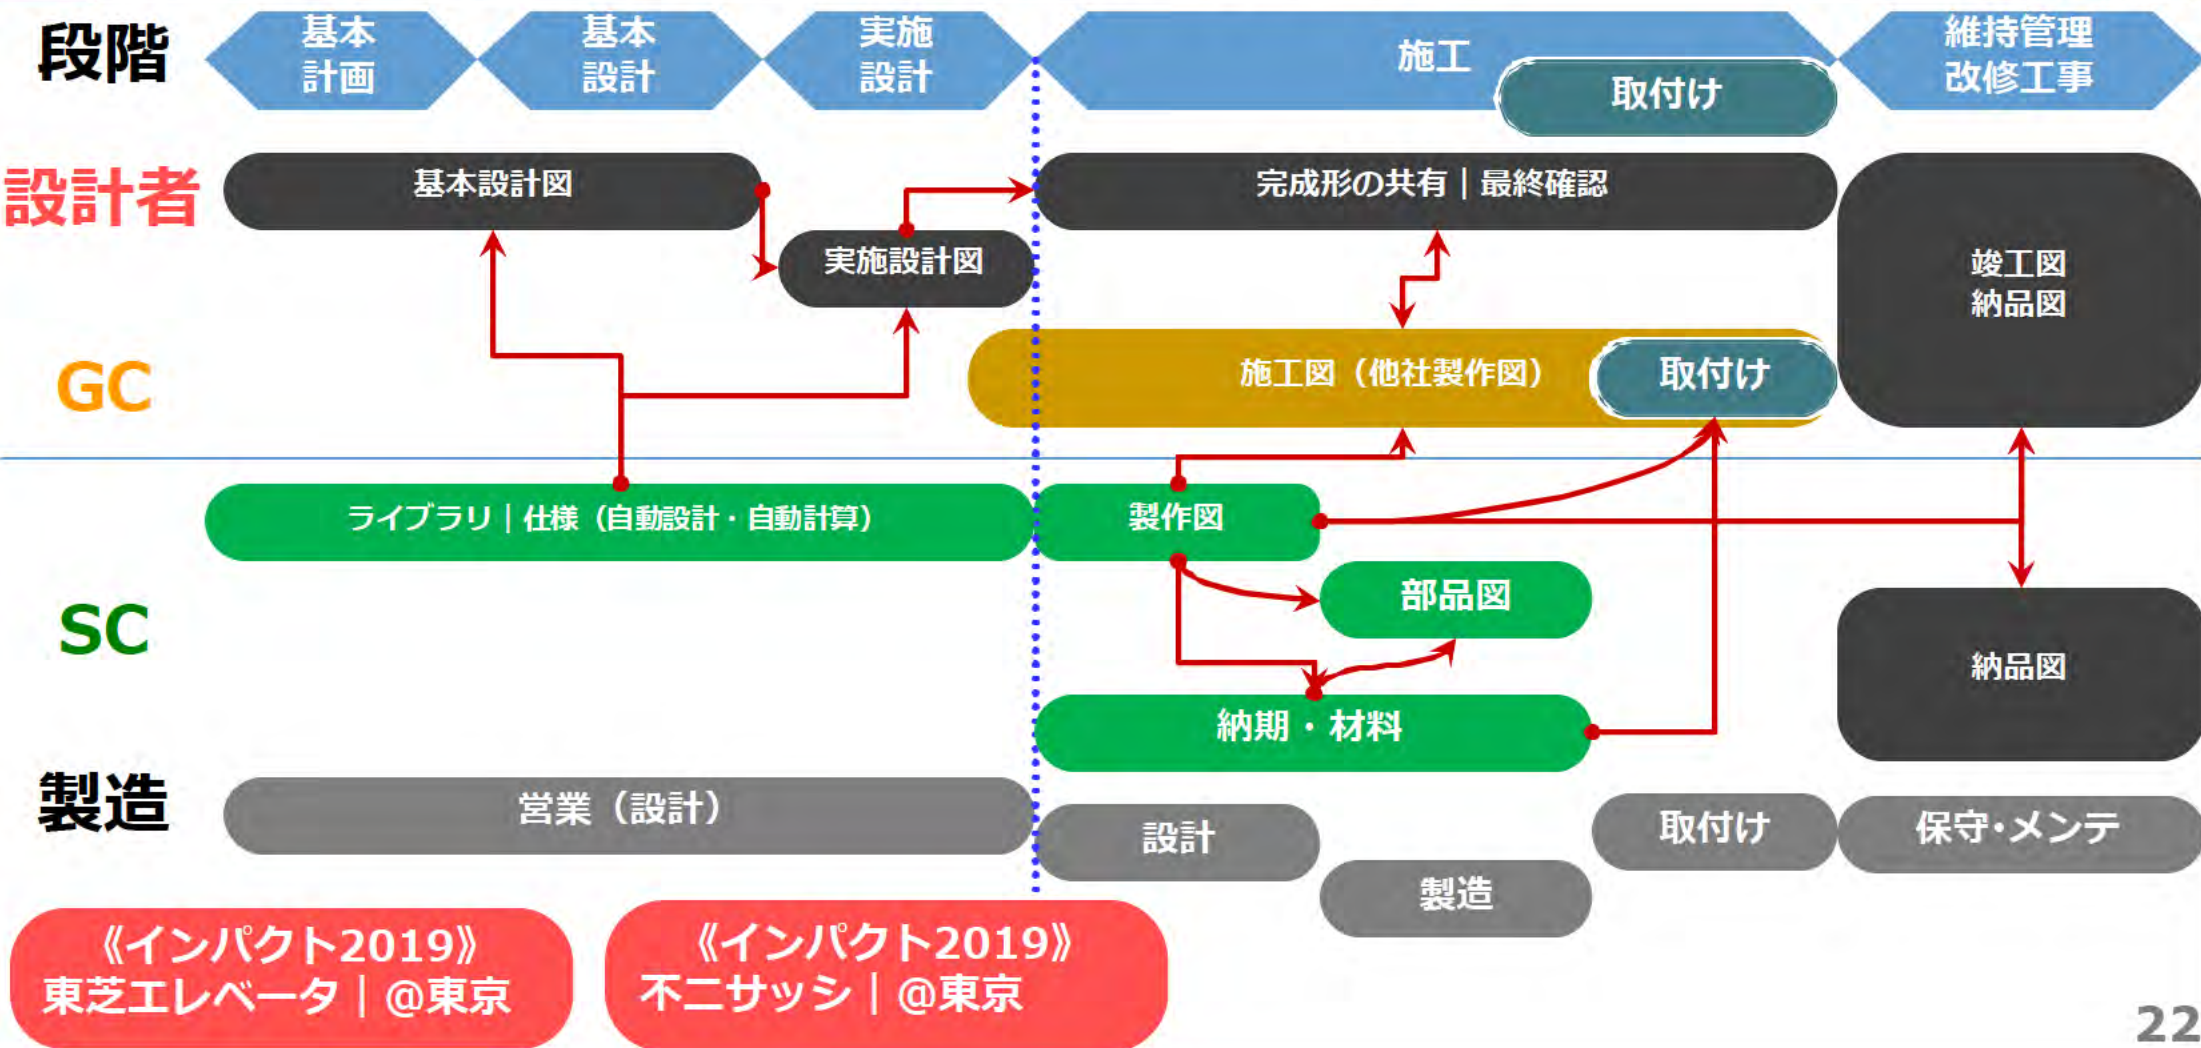 段階
基本
計画
基本
設計
実施
設計
施工
取付け
維持管理
改修工事
設計者
基本設計図
実施設計図
完成形の共有｜最終確認
竣工図
納品図
GC
施工図（他社製作図）
取付け
SC
ライブラリ｜仕様（自動設計・自動計算）
製作図
部品図
納期・材料
納品図
製造
営業（設計）
設計
製造
取付け
保守・メンテ
《インパクト2019》
東芝エレベータ｜@東京
《インパクト2019》
不二サッシ｜@東京
22